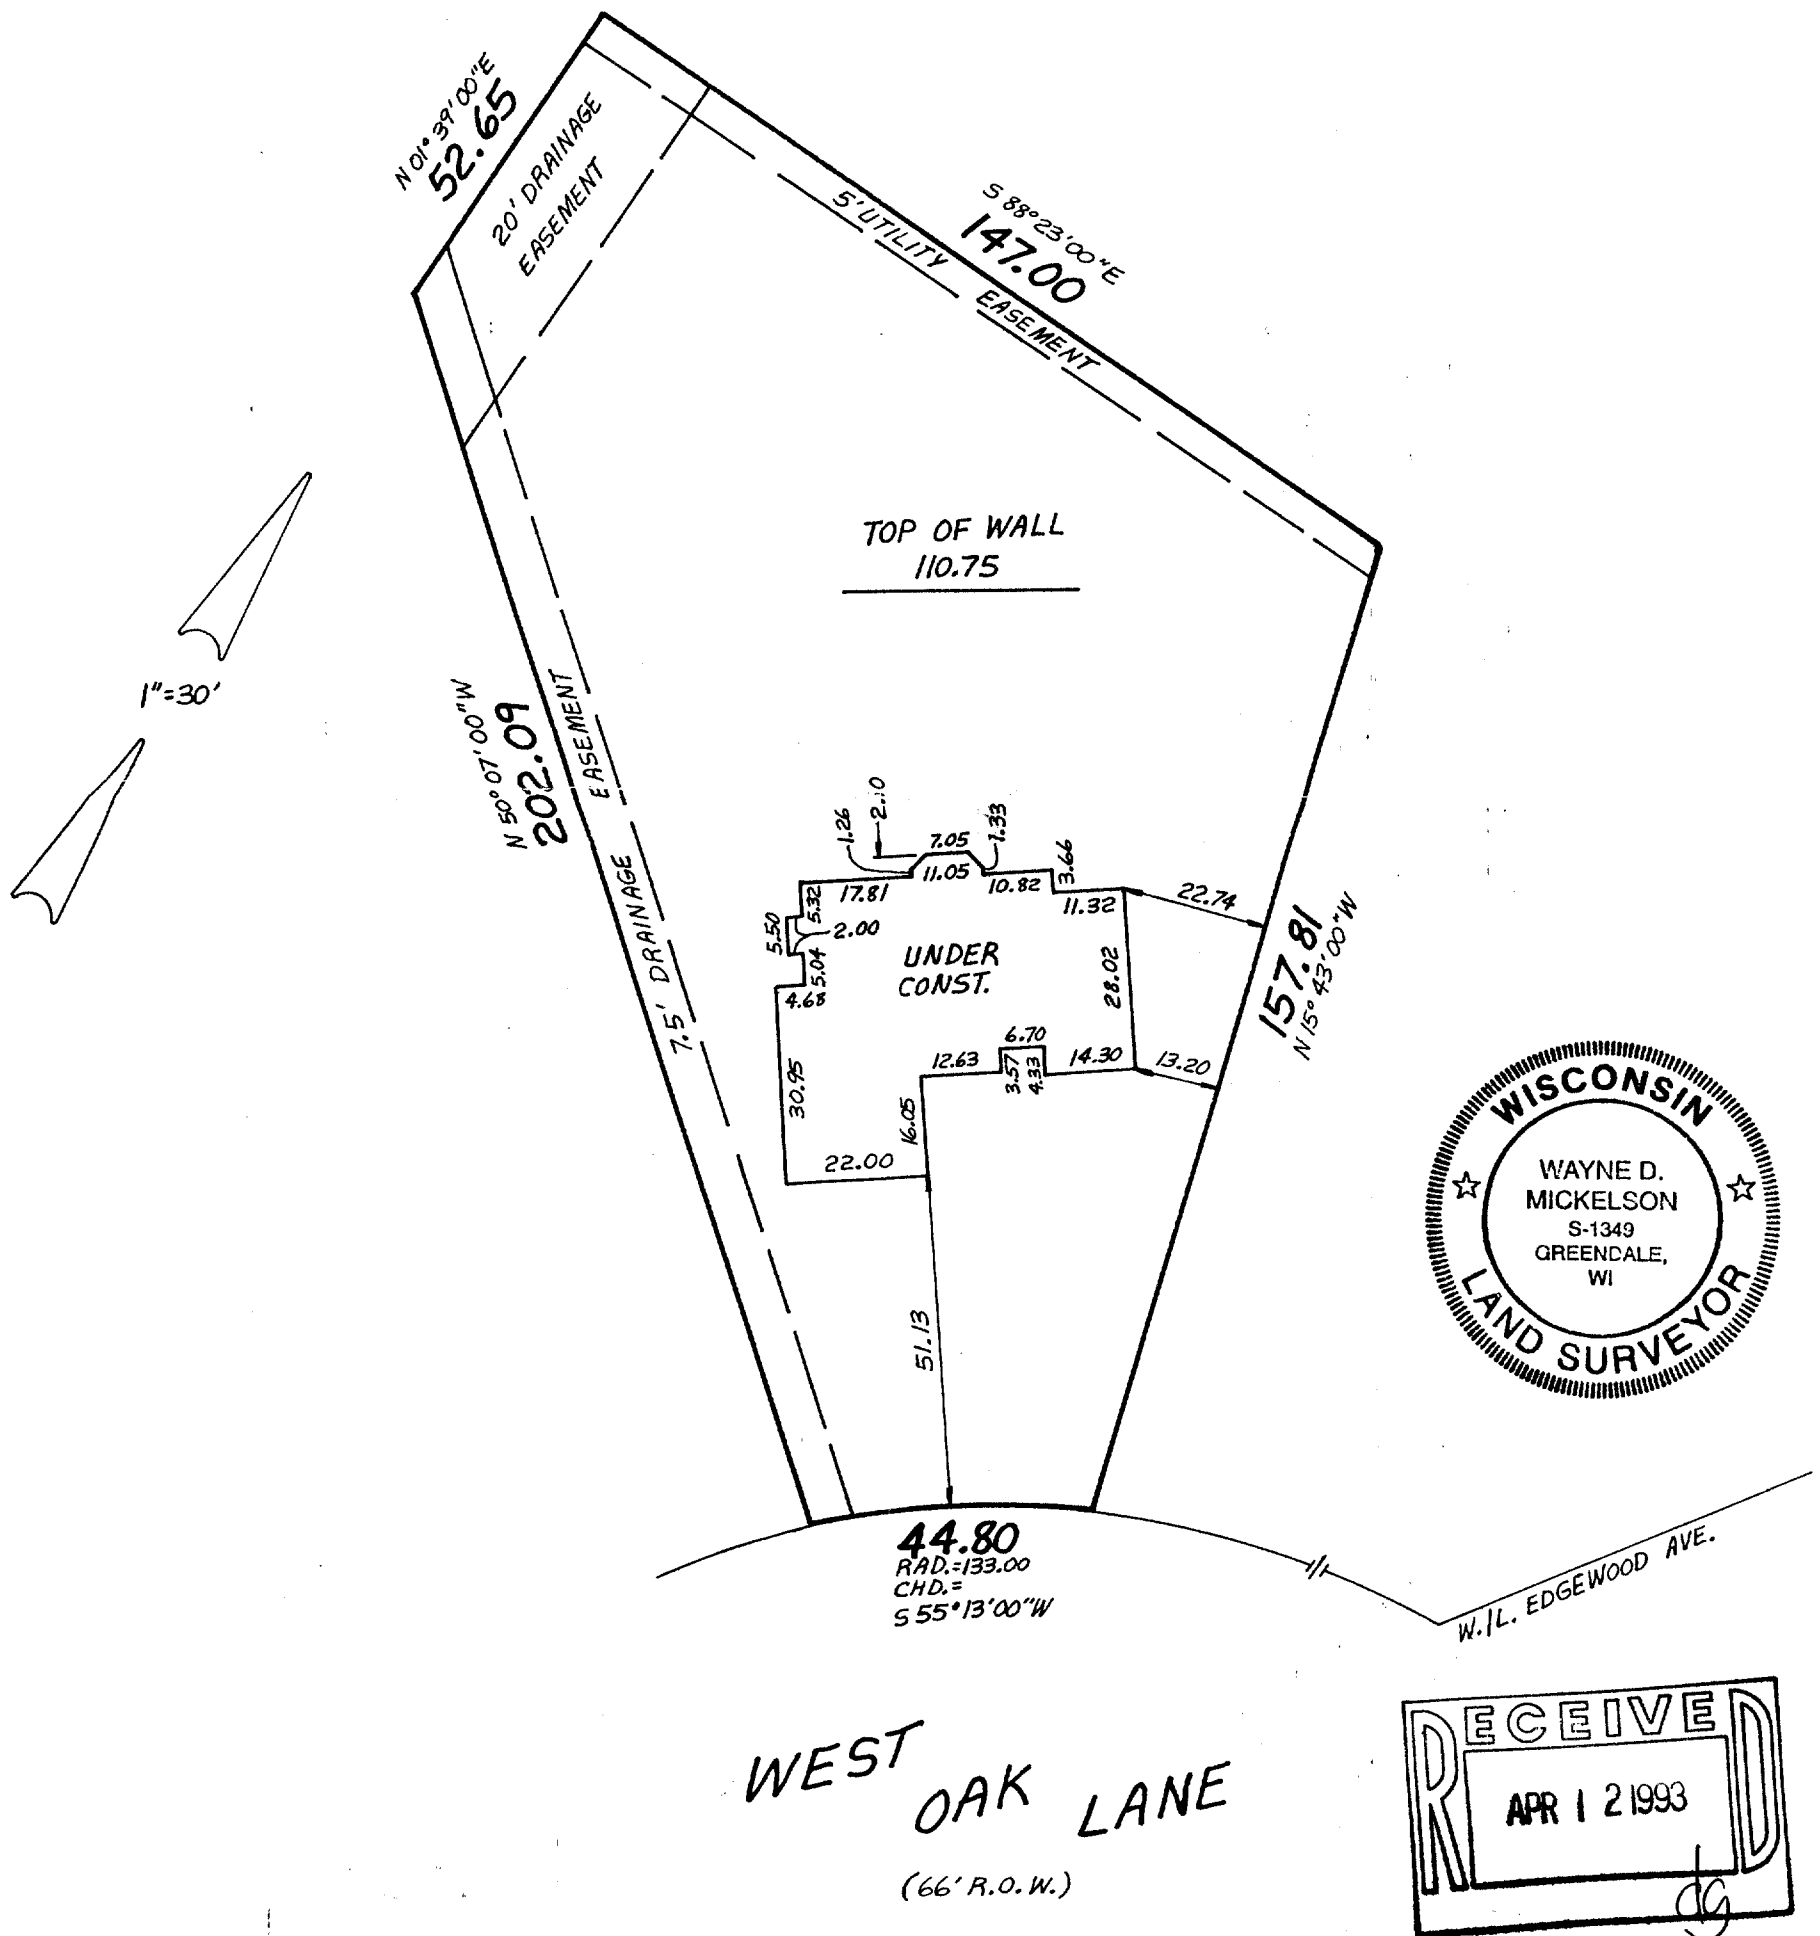 N 01° 39' 00" E
52.65
20' DRAINAGE
EASEMENT
S 88° 23' 00" E
147.00
5' UTILITY EASEMENT
TOP OF WALL
110.75
1"=30'
N 50° 07' 00" W
202.09
7.5' DRAINAGE EASEMENT
1.26
2.10
7.05
1.33
3.66
17.81
11.05
10.82
11.32
22.74
5.32
5.50
2.00
5.04
4.68
UNDER
CONST.
28.02
157.81
N 15° 43' 00" W
6.70
12.63
3.57
4.33
14.30
13.20
30.95
16.05
22.00
51.13
WISCONSIN
WAYNE D.
MICKELSON
S-1349
GREENDALE,
WI
LAND SURVEYOR
44.80
RAD.=133.00
CHD.=
S 55° 13' 00" W
W./L. EDGEWOOD AVE.
WEST OAK LANE
(66' R.O.W.)
RECEIVED
APR 12 1993
dg